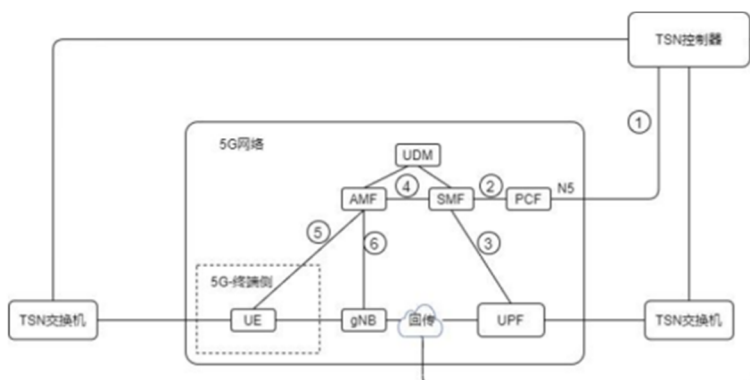 TSN控制器
①
5G网络
UDM
AMF
④
SMF
②
PCF
N5
⑤
⑥
③
5G-终端侧
TSN交换机
UE
gNB
回传
UPF
TSN交换机